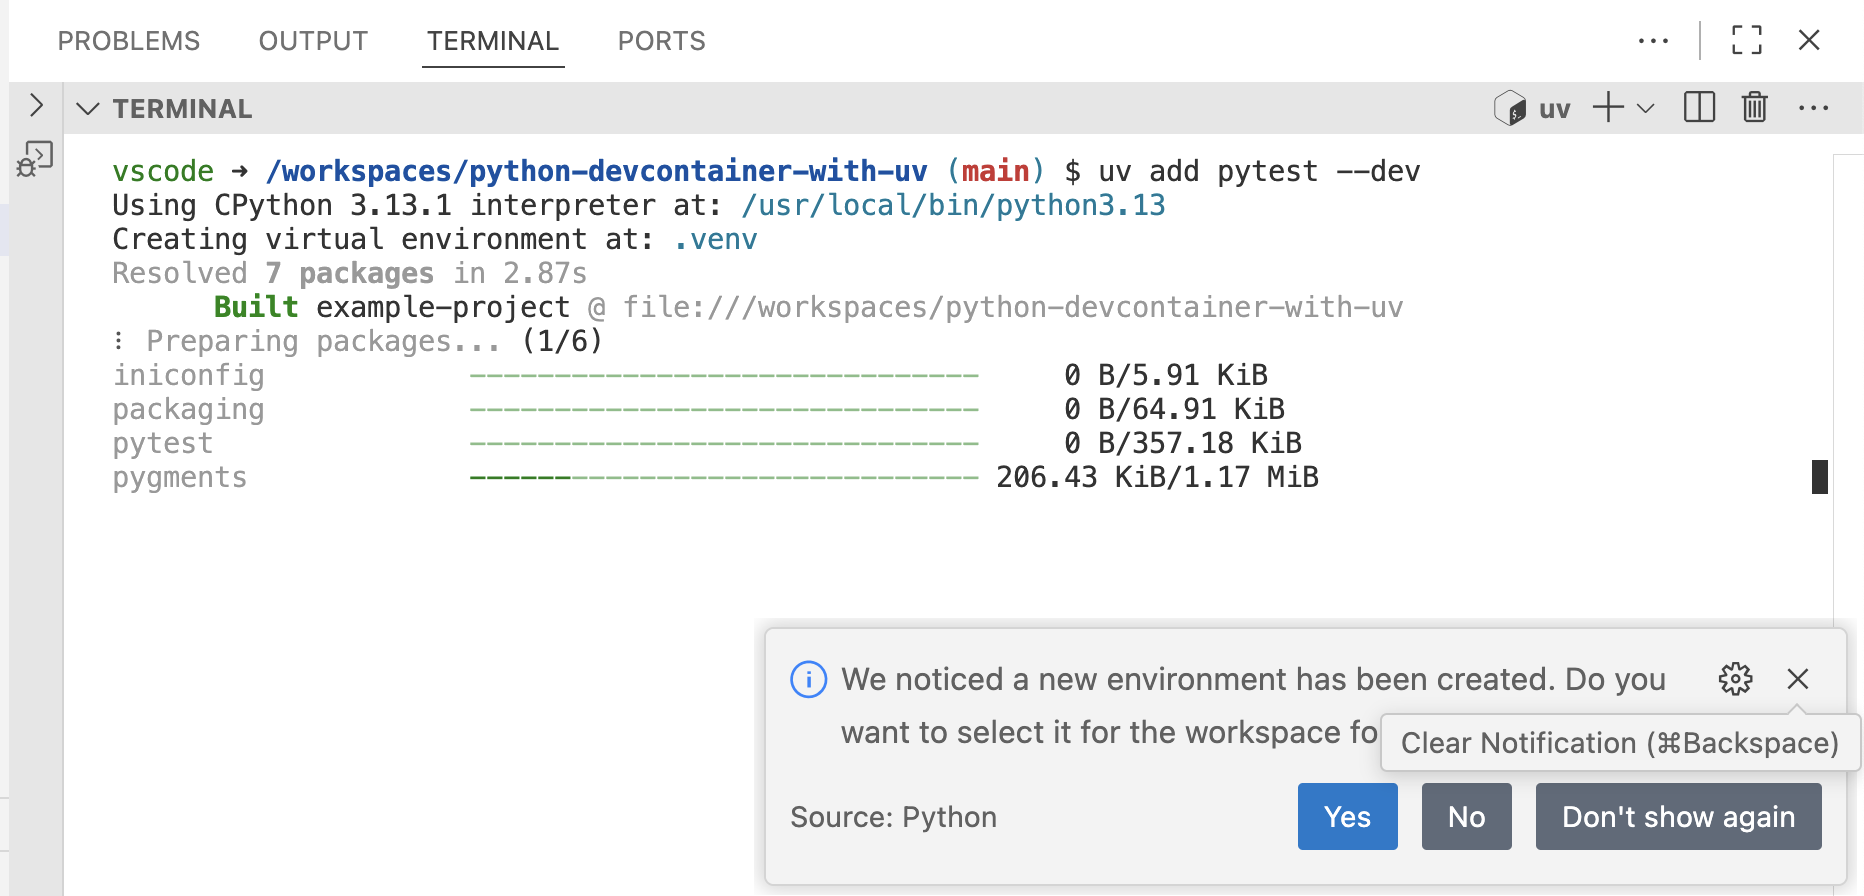 PROBLEMS OUTPUT TERMINAL PORTS
TERMINAL
uv
vscode ➜ /workspaces/python-devcontainer-with-uv (main) $ uv add pytest --dev
Using CPython 3.13.1 interpreter at: /usr/local/bin/python3.13
Creating virtual environment at: .venv
Resolved 7 packages in 2.87s
Built example-project @ file:///workspaces/python-devcontainer-with-uv
⠇ Preparing packages... (1/6)
iniconfig ------------------------------ 0 B/5.91 KiB
packaging ------------------------------ 0 B/64.91 KiB
pytest ------------------------------ 0 B/357.18 KiB
pygments ------------------------------ 206.43 KiB/1.17 MiB
We noticed a new environment has been created. Do you
want to select it for the workspace fo
Clear Notification (⌘Backspace)
Source: Python
Yes
No
Don't show again